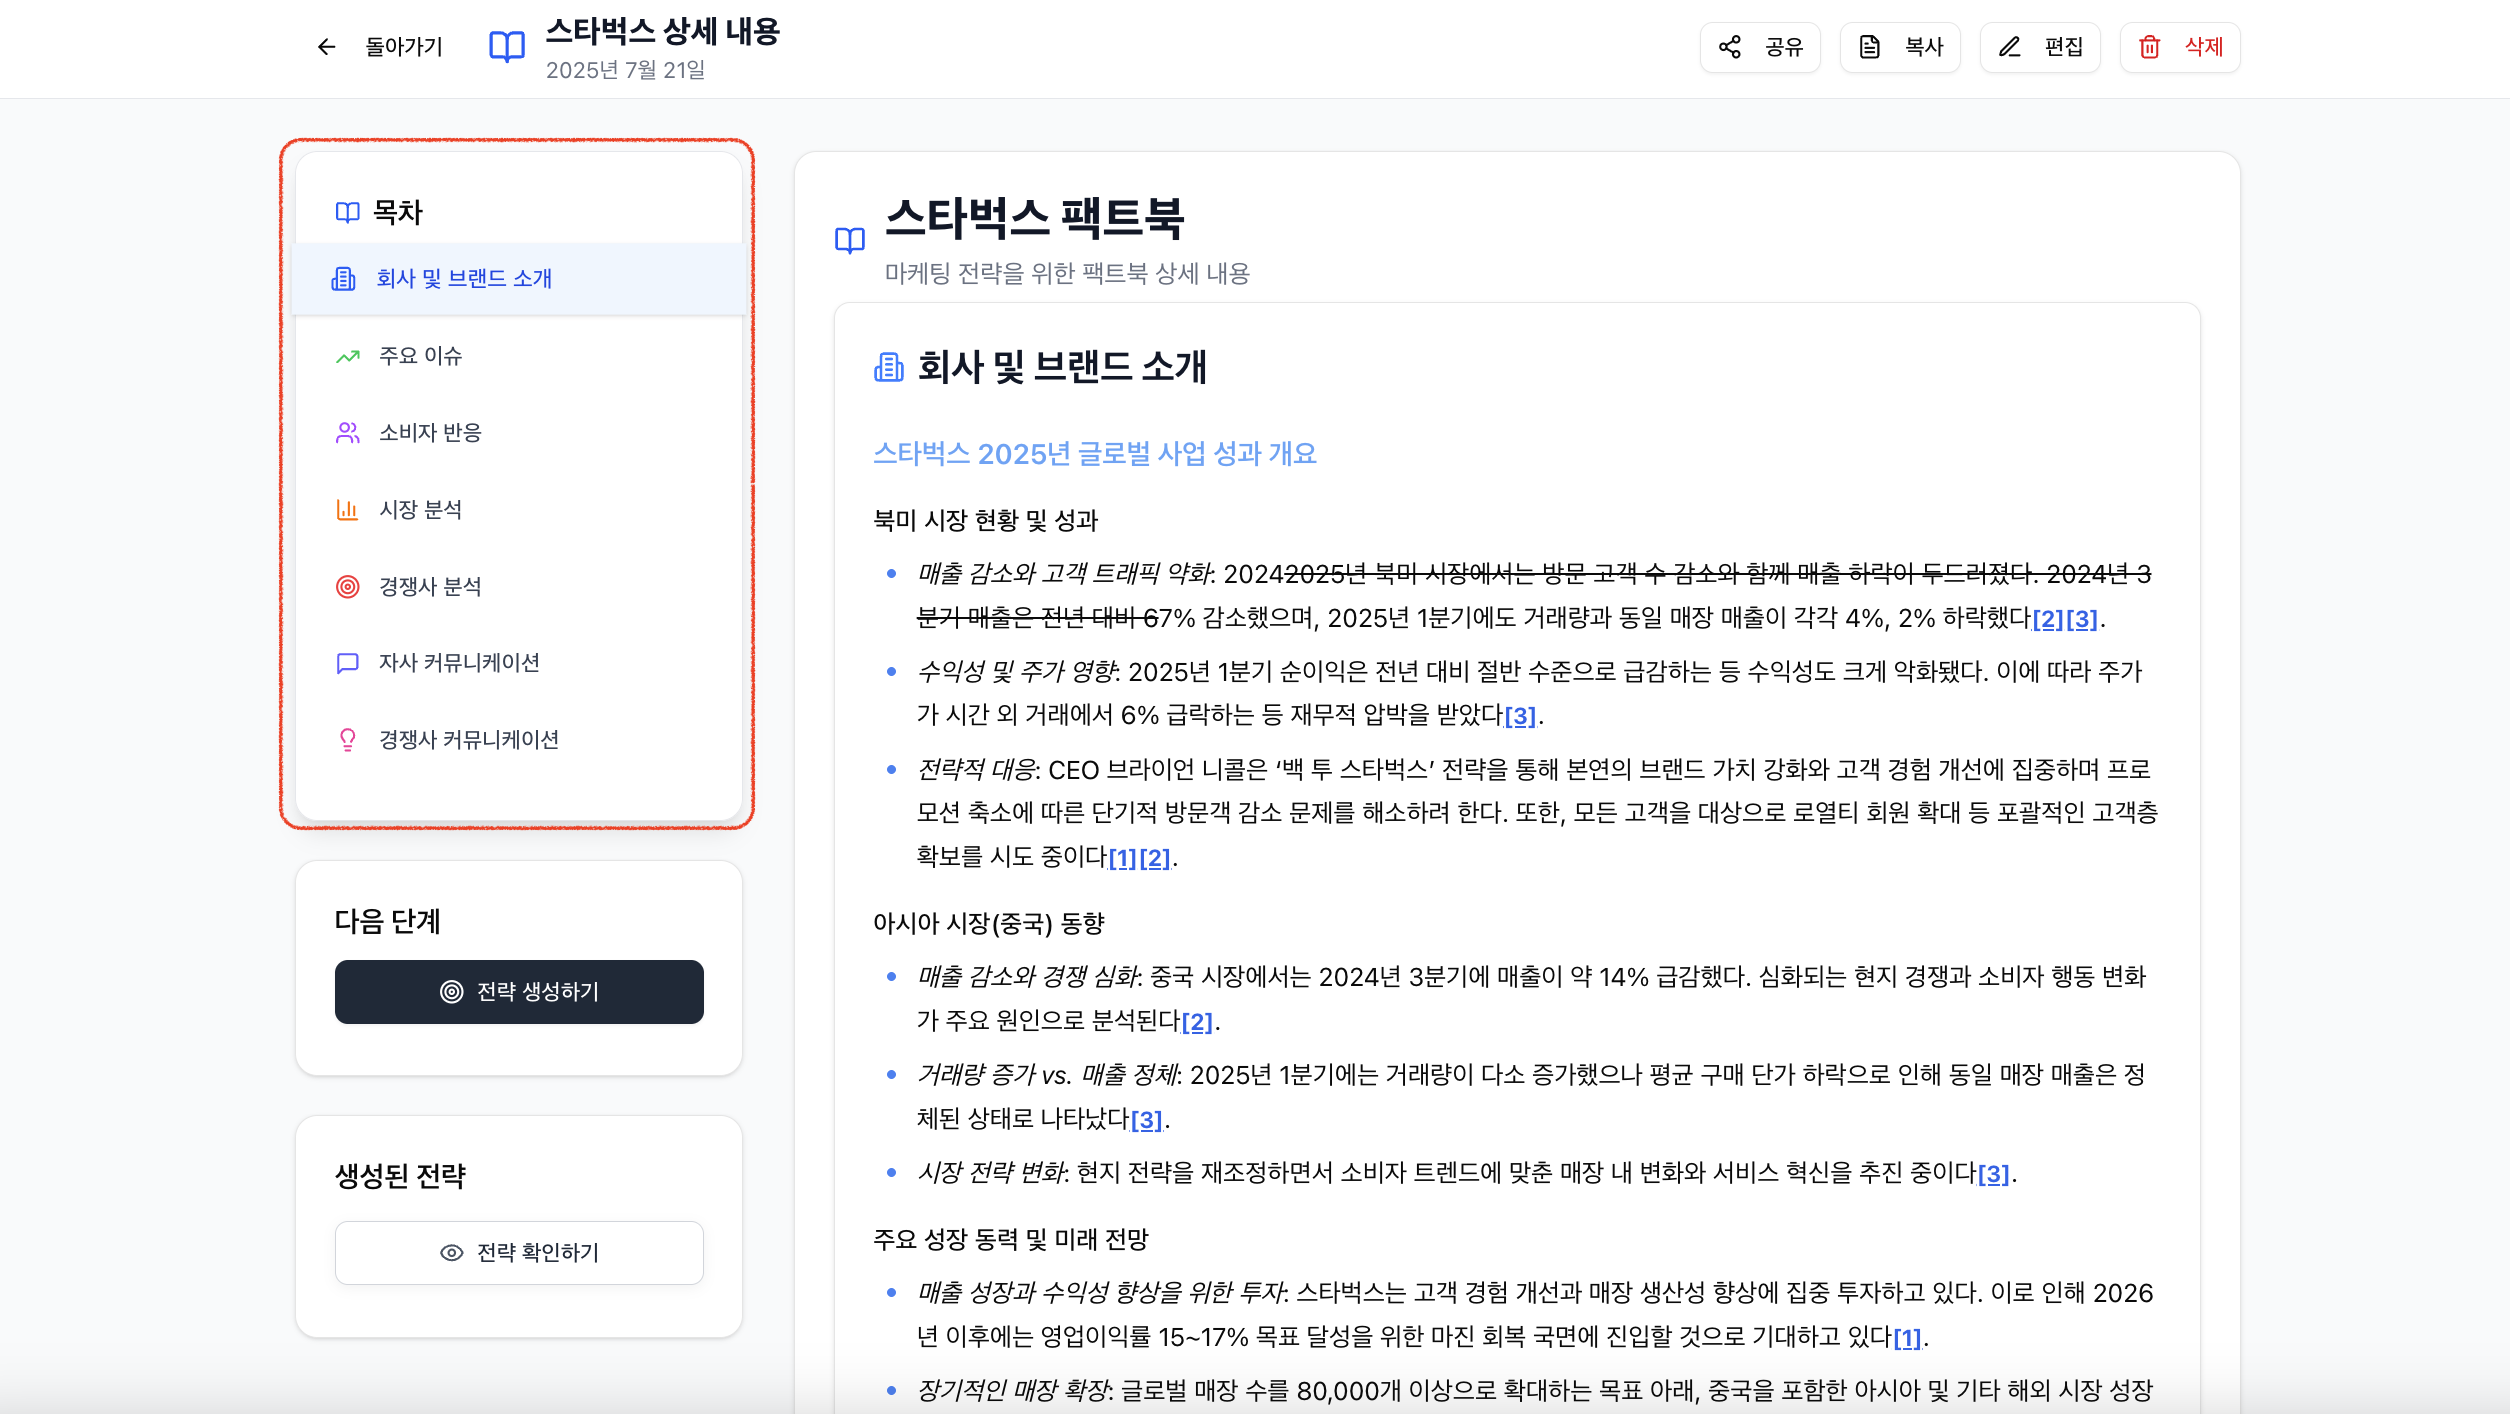 돌아가기
스타벅스 상세 내용
2025년 7월 21일
공유
복사
편집
삭제
목차
회사 및 브랜드 소개
주요 이슈
소비자 반응
시장 분석
경쟁사 분석
자사 커뮤니케이션
경쟁사 커뮤니케이션
다음 단계
전략 생성하기
생성된 전략
전략 확인하기
스타벅스 팩트북
마케팅 전략을 위한 팩트북 상세 내용
회사 및 브랜드 소개
스타벅스 2025년 글로벌 사업 성과 개요
북미 시장 현황 및 성과
매출 감소와 고객 트래픽 약화: 20242025년 북미 시장에서는 방문 고객 수 감소와 함께 매출 하락이 두드러졌다. 2024년 3
분기 매출은 전년 대비 67% 감소했으며, 2025년 1분기에도 거래량과 동일 매장 매출이 각각 4%, 2% 하락했다[2][3].
수익성 및 주가 영향: 2025년 1분기 순이익은 전년 대비 절반 수준으로 급감하는 등 수익성도 크게 악화됐다. 이에 따라 주가
가 시간 외 거래에서 6% 급락하는 등 재무적 압박을 받았다[3].
전략적 대응: CEO 브라이언 니콜은 ‘백 투 스타벅스’ 전략을 통해 본연의 브랜드 가치 강화와 고객 경험 개선에 집중하며 프로
모션 축소에 따른 단기적 방문객 감소 문제를 해소하려 한다. 또한, 모든 고객을 대상으로 로열티 회원 확대 등 포괄적인 고객층
확보를 시도 중이다[1][2].
아시아 시장(중국) 동향
매출 감소와 경쟁 심화: 중국 시장에서는 2024년 3분기에 매출이 약 14% 급감했다. 심화되는 현지 경쟁과 소비자 행동 변화
가 주요 원인으로 분석된다[2].
거래량 증가 vs. 매출 정체: 2025년 1분기에는 거래량이 다소 증가했으나 평균 구매 단가 하락으로 인해 동일 매장 매출은 정
체된 상태로 나타났다[3].
시장 전략 변화: 현지 전략을 재조정하면서 소비자 트렌드에 맞춘 매장 내 변화와 서비스 혁신을 추진 중이다[3].
주요 성장 동력 및 미래 전망
매출 성장과 수익성 향상을 위한 투자: 스타벅스는 고객 경험 개선과 매장 생산성 향상에 집중 투자하고 있다. 이로 인해 2026
년 이후에는 영업이익률 15~17% 목표 달성을 위한 마진 회복 국면에 진입할 것으로 기대하고 있다[1].
장기적인 매장 확장: 글로벌 매장 수를 80,000개 이상으로 확대하는 목표 아래, 중국을 포함한 아시아 및 기타 해외 시장 성장